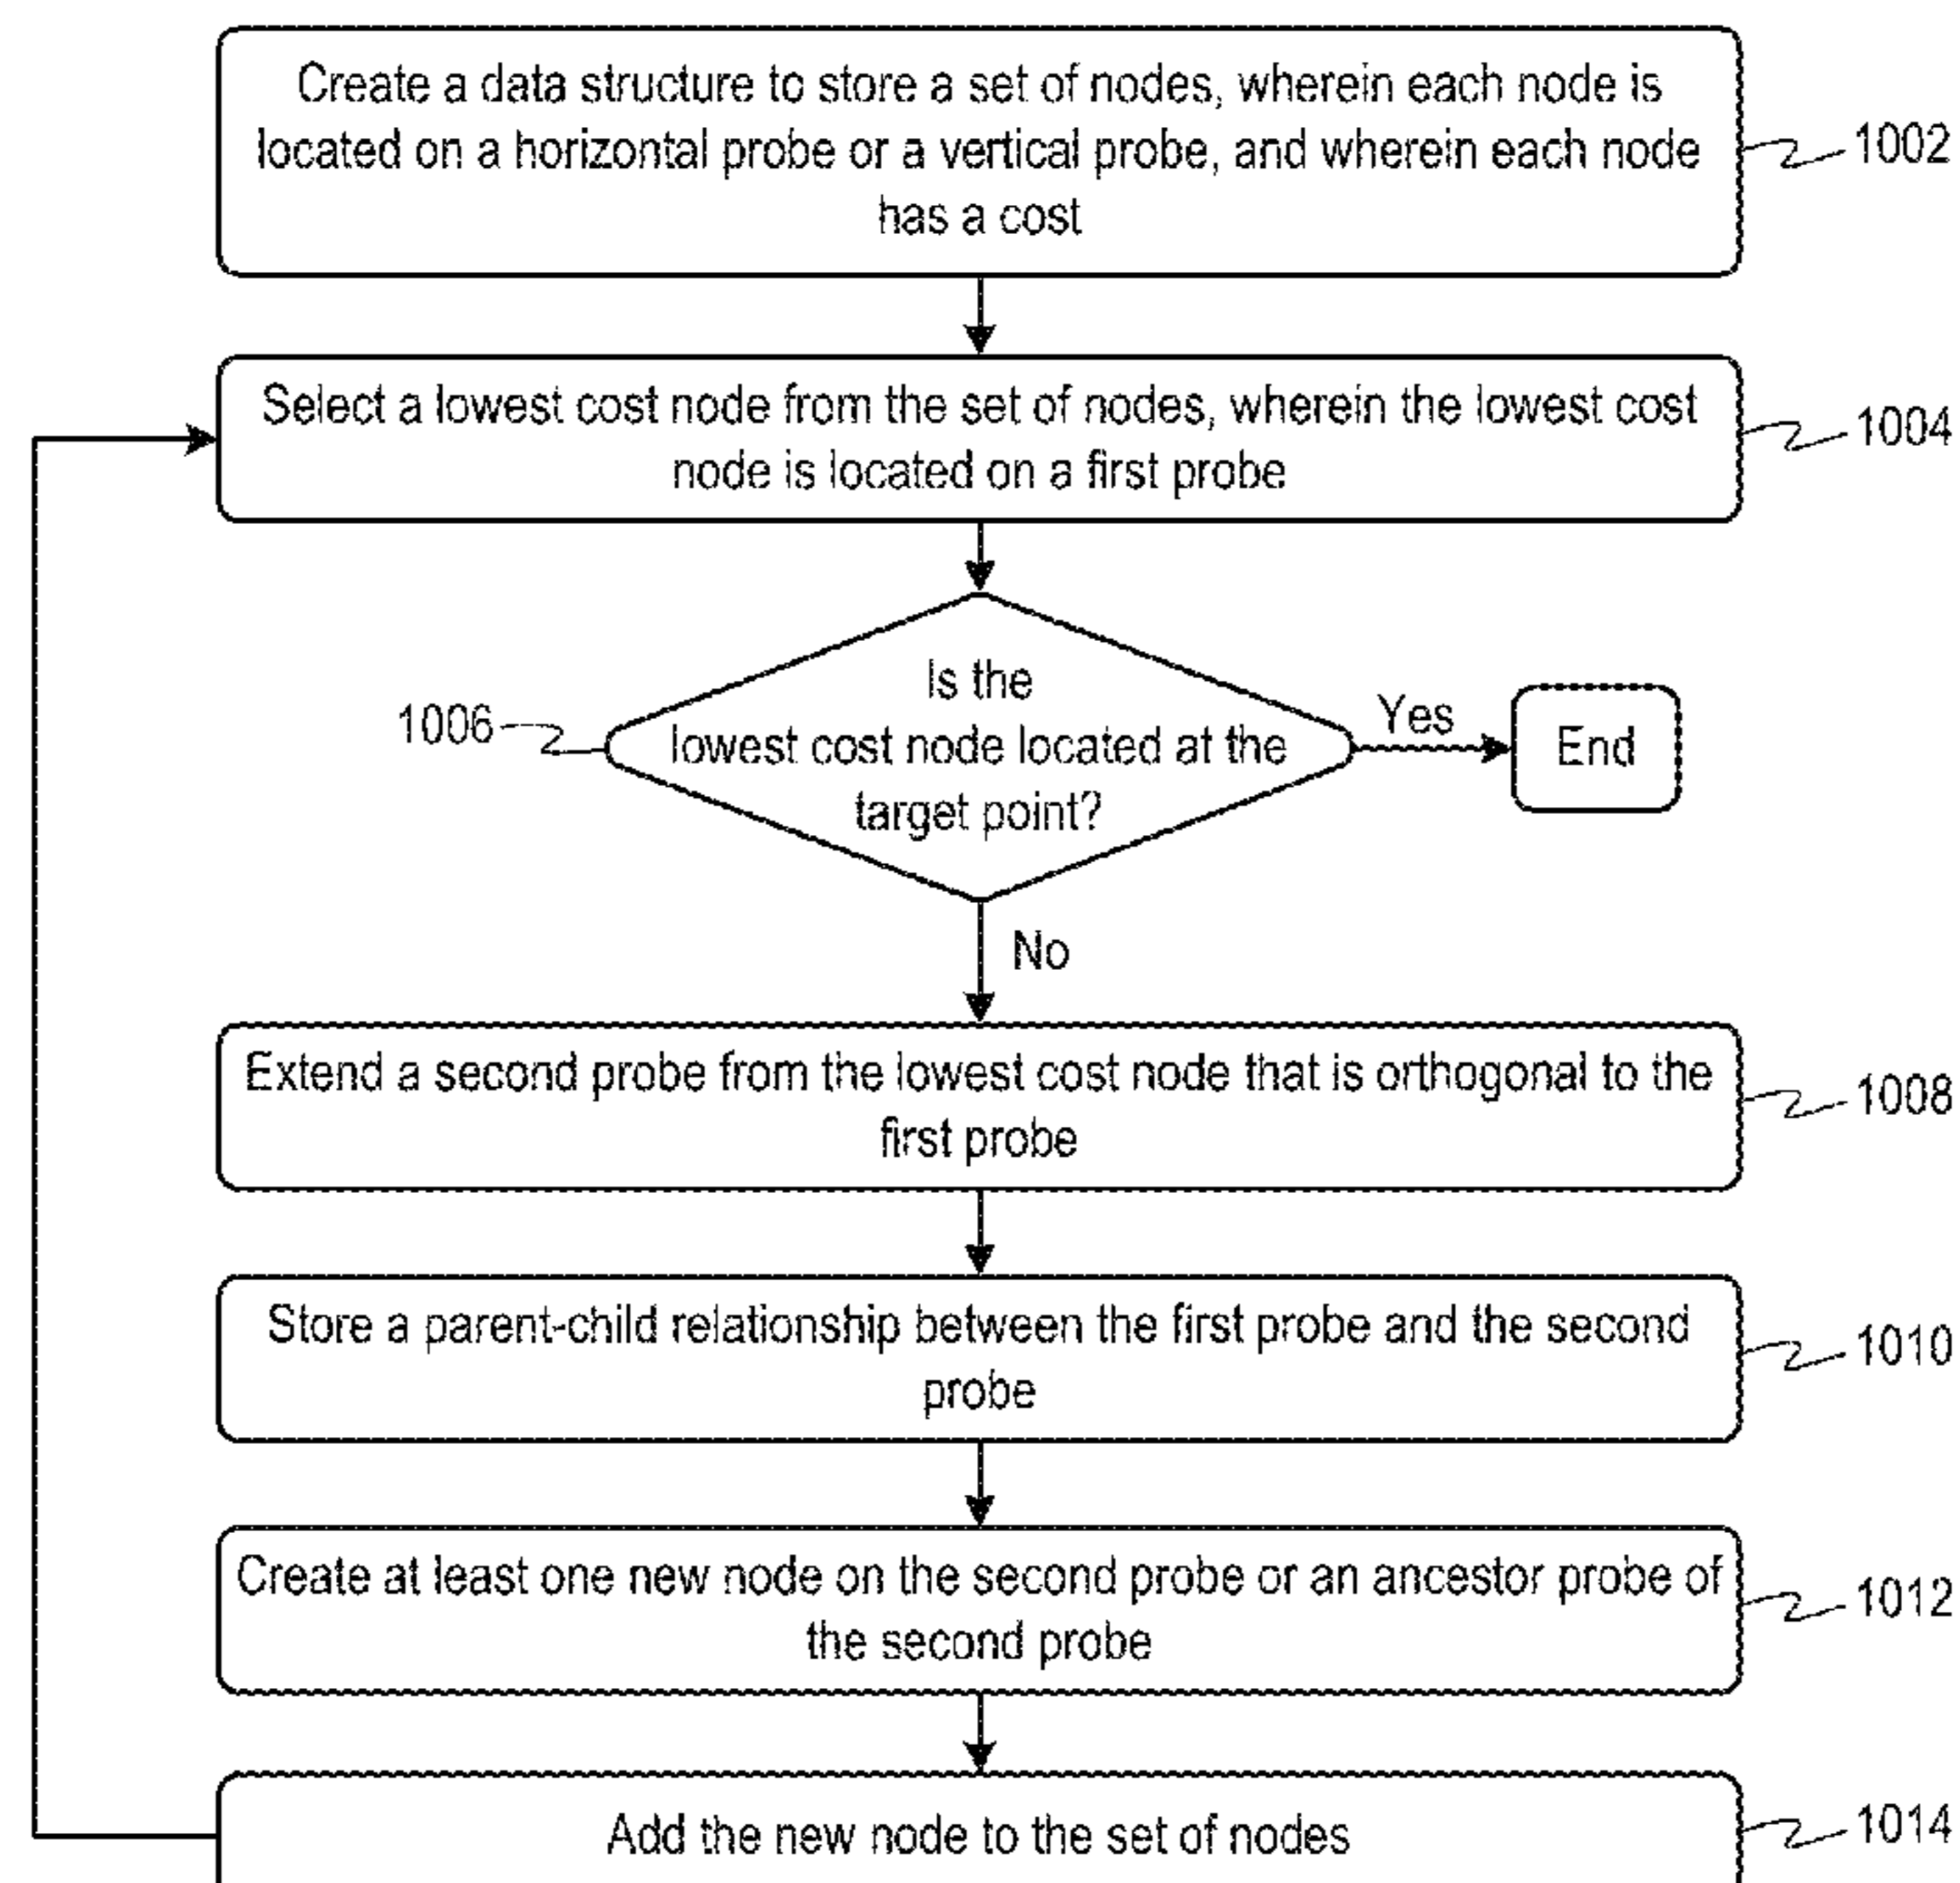 Create a data structure to store a set of nodes, wherein each node is
located on a horizontal probe or a vertical probe, and wherein each node
has a cost
1002
Select a lowest cost node from the set of nodes, wherein the lowest cost
node is located on a first probe
1004
Is the
lowest cost node located at the
target point?
1006
Yes
End
No
Extend a second probe from the lowest cost node that is orthogonal to the
first probe
1008
Store a parent-child relationship between the first probe and the second
probe
1010
Create at least one new node on the second probe or an ancestor probe of
the second probe
1012
Add the new node to the set of nodes
1014